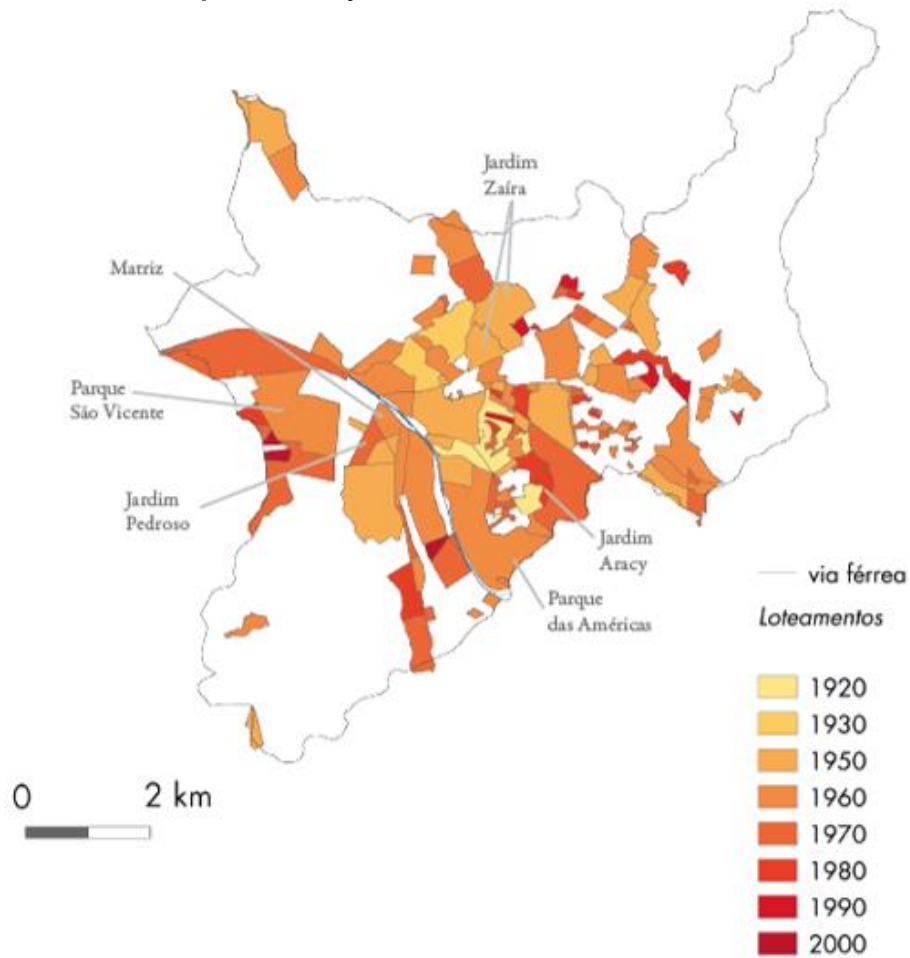 Jardim
Zaíra
Matriz
Parque
São Vicente
Jardim
Pedroso
Jardim
Aracy
Parque
das Américas
via férrea
Loteamentos
1920
1930
1950
1960
1970
1980
1990
2000
0 2 km